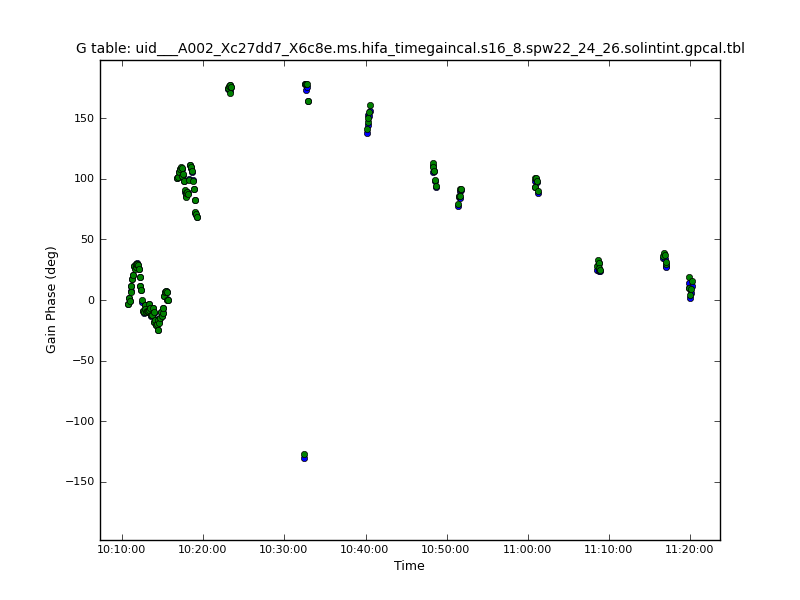 G table: uid___A002_Xc27dd7_X6c8e.ms.hifa_timegaincal.s16_8.spw22_24_26.solintint.gpcal.tbl
Gain Phase (deg)
150
100
50
0
−50
−100
−150
10:10:00 10:20:00 10:30:00 10:40:00 10:50:00 11:00:00 11:10:00 11:20:00
Time